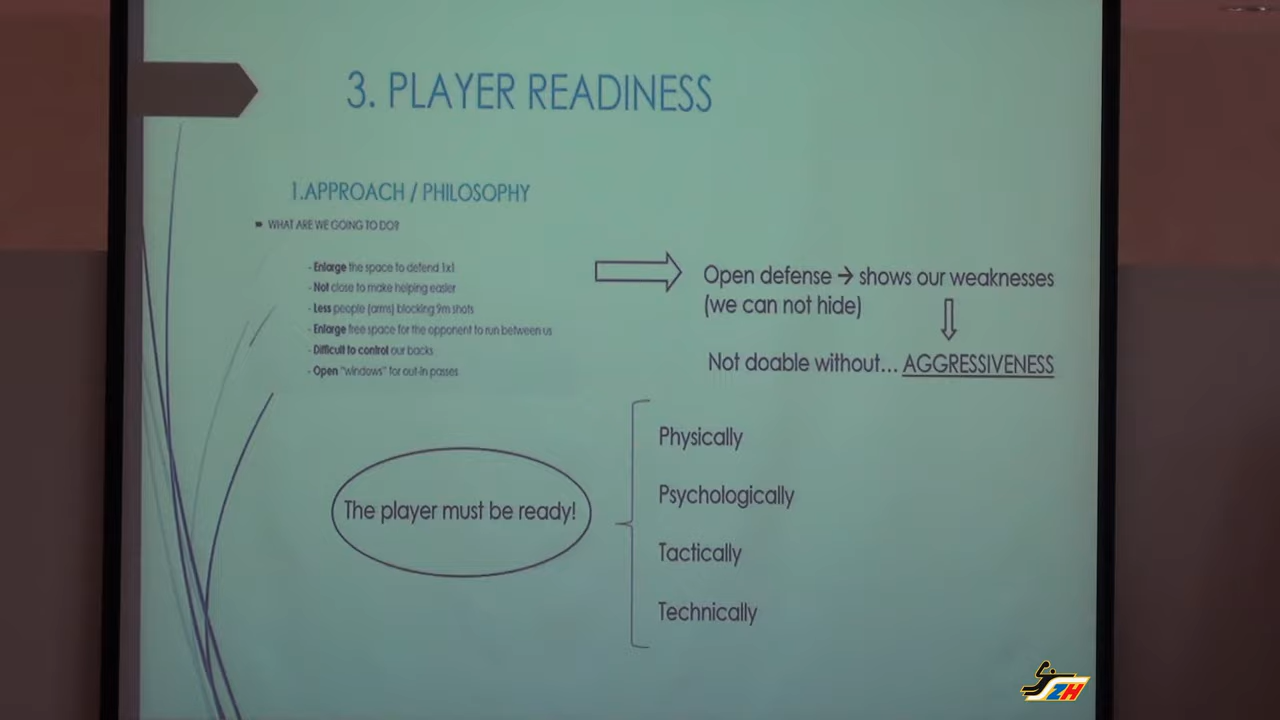 3. PLAYER READINESS
1.APPROACH / PHILOSOPHY
WHAT ARE WE GOING TO DO?
- Enlarge the space to defend 1x1
- Not close to make helping easier
- Less people (arms) blocking 9m shots
- Enlarge free space for the opponent to run between us
- Difficult to control our backs
- Open "windows" for out-in passes
Open defense → shows our weaknesses
(we can not hide)
Not doable without... AGGRESSIVENESS
The player must be ready!
Physically
Psychologically
Tactically
Technically
ZH